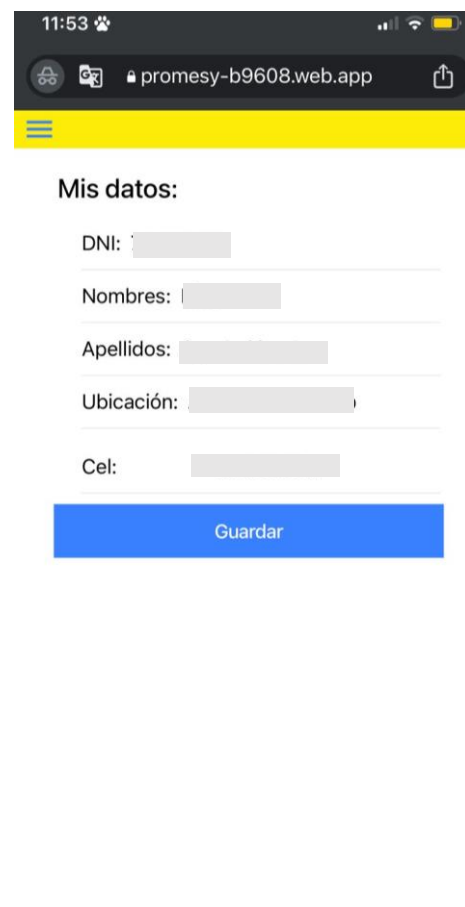 11:53
promesy-b9608.web.app
Mis datos:
DNI:
Nombres:
Apellidos:
Ubicación:
Cel:
Guardar